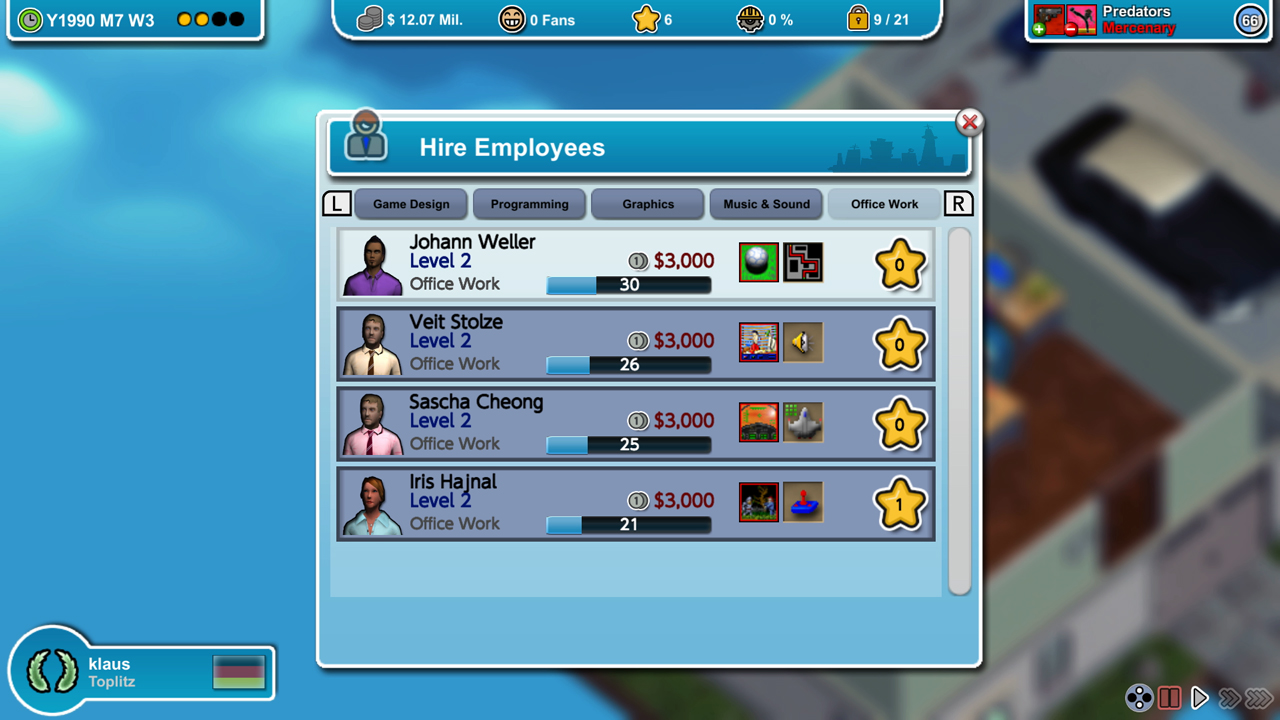 Y1990 M7 W3
$ 12.07 Mil.
0 Fans
6
0 %
9 / 21
Predators
Mercenary
66
Hire Employees
L
Game Design
Programming
Graphics
Music & Sound
Office Work
R
Johann Weller
Level 2
1
$3,000
Office Work
30
0
Veit Stolze
Level 2
1
$3,000
Office Work
26
0
Sascha Cheong
Level 2
1
$3,000
Office Work
25
0
Iris Hajnal
Level 2
1
$3,000
Office Work
21
1
klaus
Toplitz